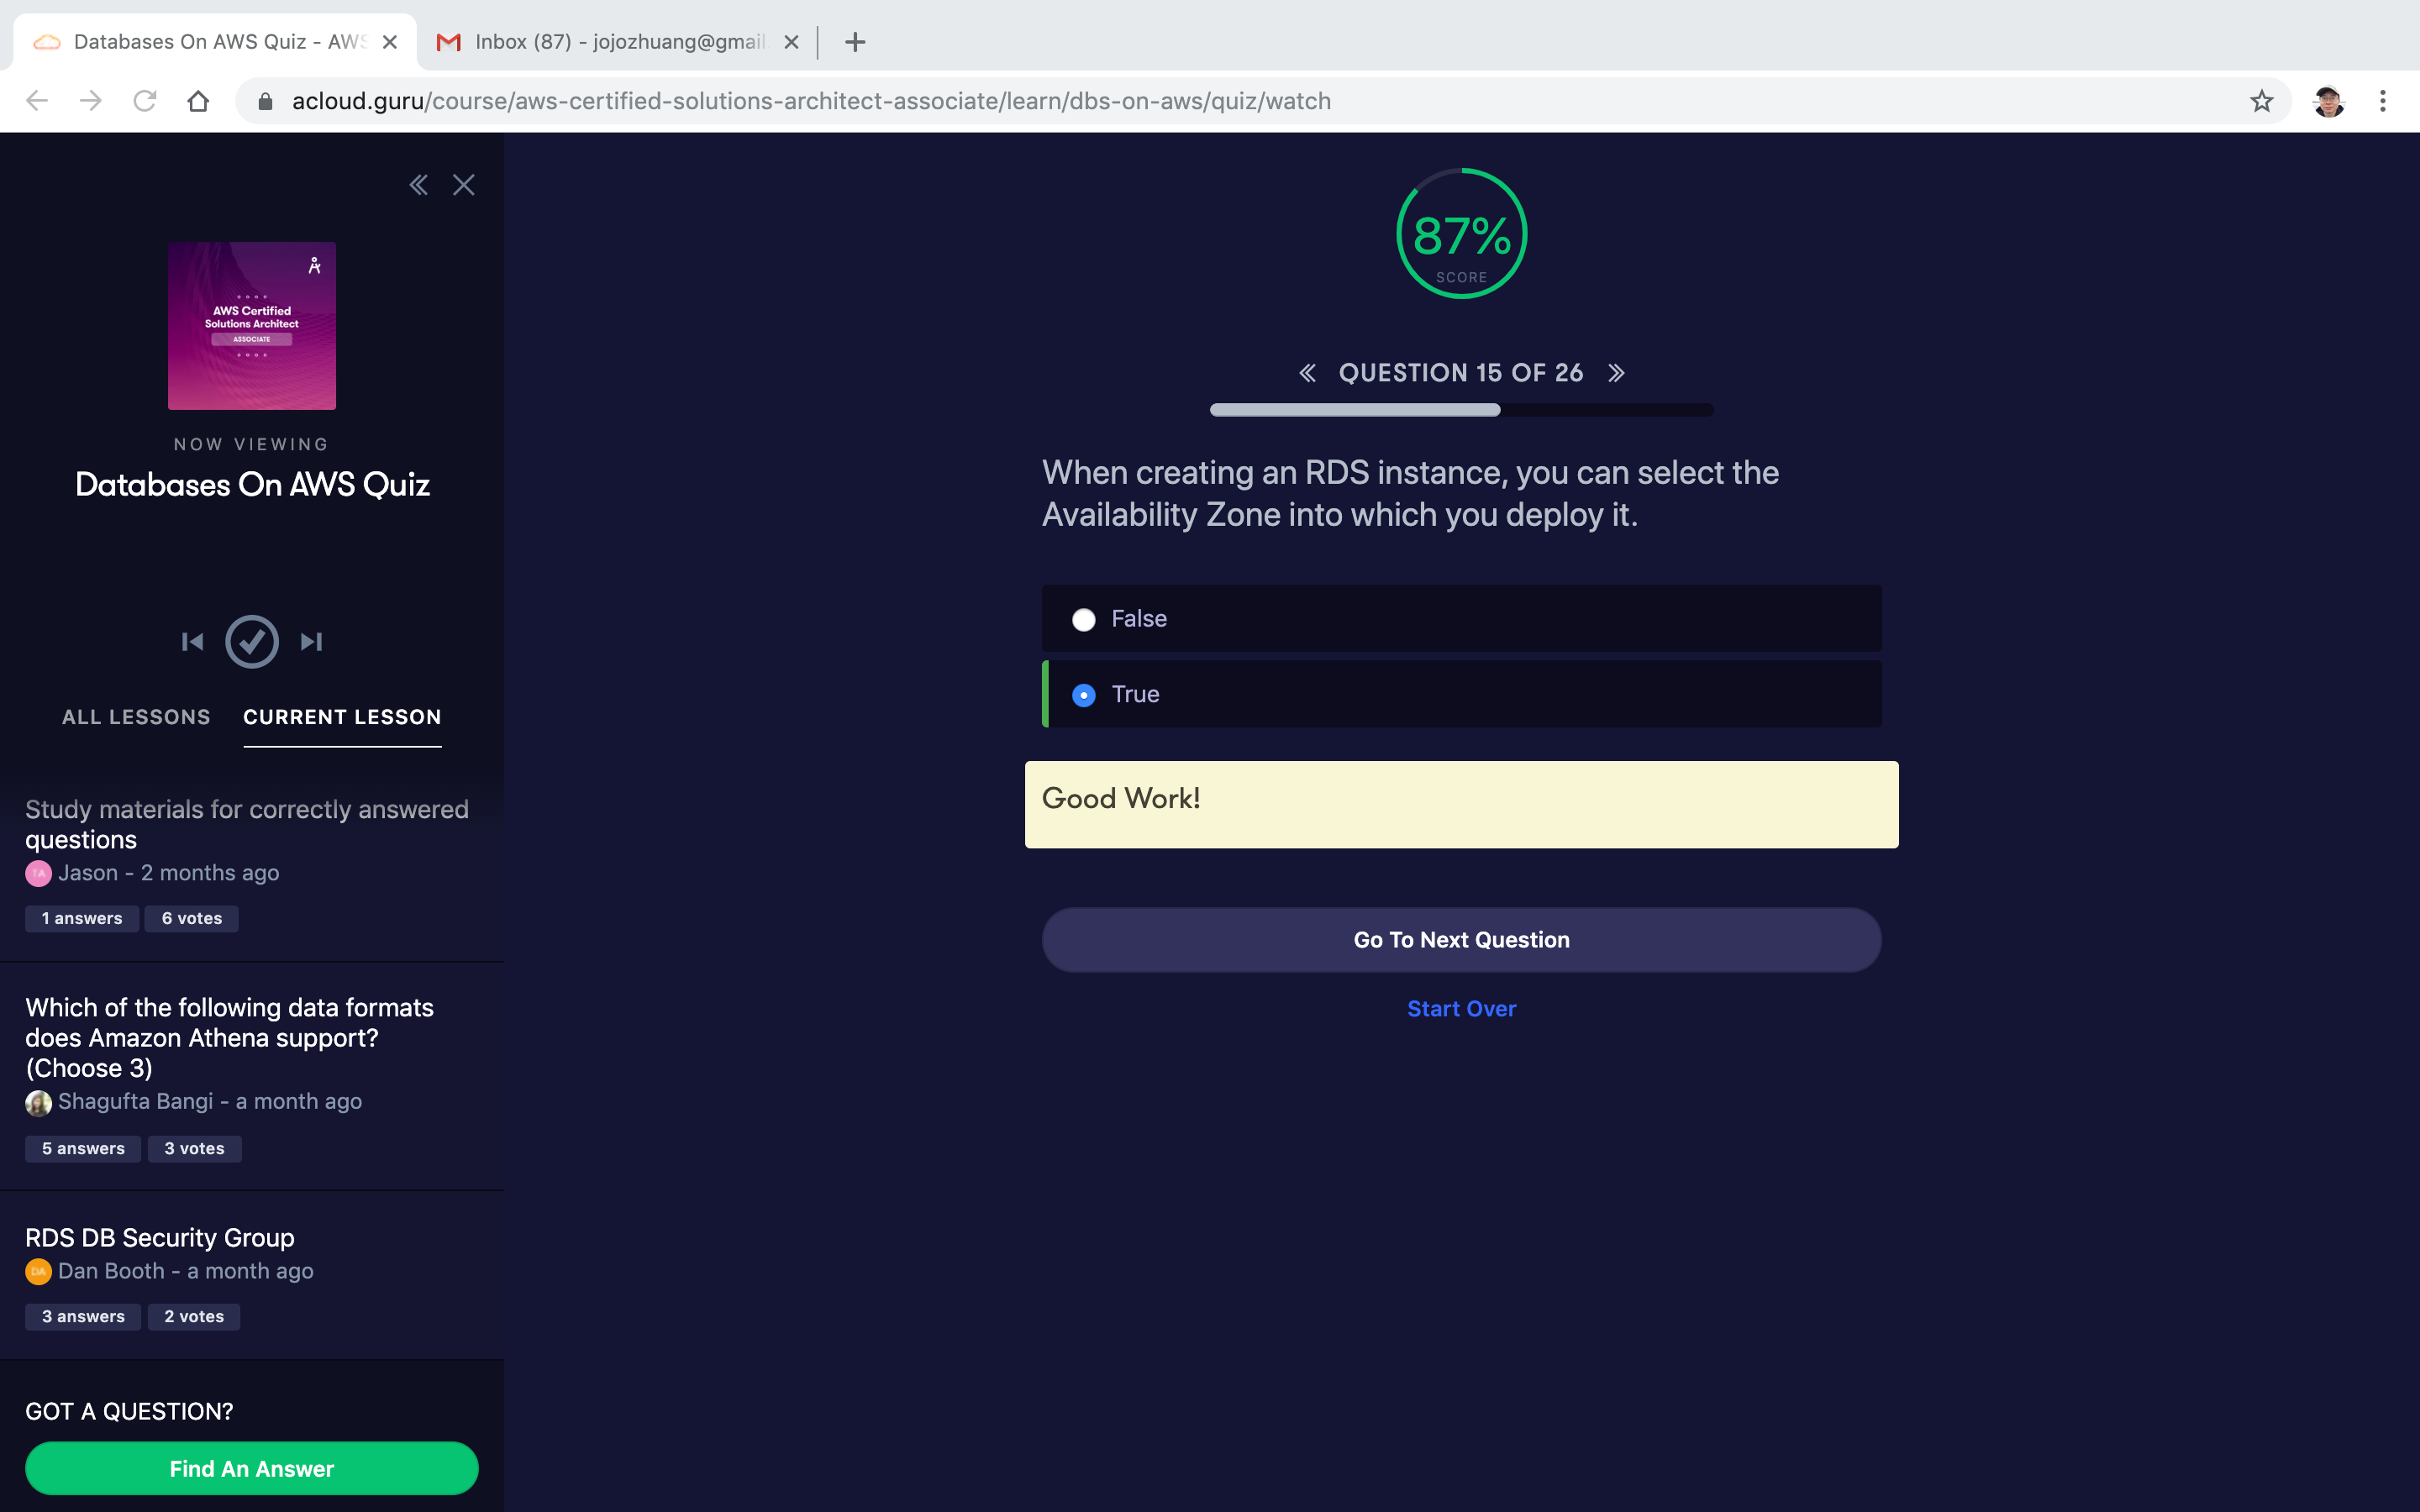 Databases On AWS Quiz - AWS
Inbox (87) - jojozhuang@gmail.
acloud.guru/course/aws-certified-solutions-architect-associate/learn/dbs-on-aws/quiz/watch
AWS Certified
Solutions Architect
ASSOCIATE
NOW VIEWING
Databases On AWS Quiz
ALL LESSONS
CURRENT LESSON
Study materials for correctly answered
questions
TA
Jason - 2 months ago
1 answers
6 votes
Which of the following data formats
does Amazon Athena support?
(Choose 3)
Shagufta Bangi - a month ago
5 answers
3 votes
RDS DB Security Group
DA
Dan Booth - a month ago
3 answers
2 votes
GOT A QUESTION?
Find An Answer
87%
SCORE
QUESTION 15 OF 26
When creating an RDS instance, you can select the
Availability Zone into which you deploy it.
False
True
Good Work!
Go To Next Question
Start Over